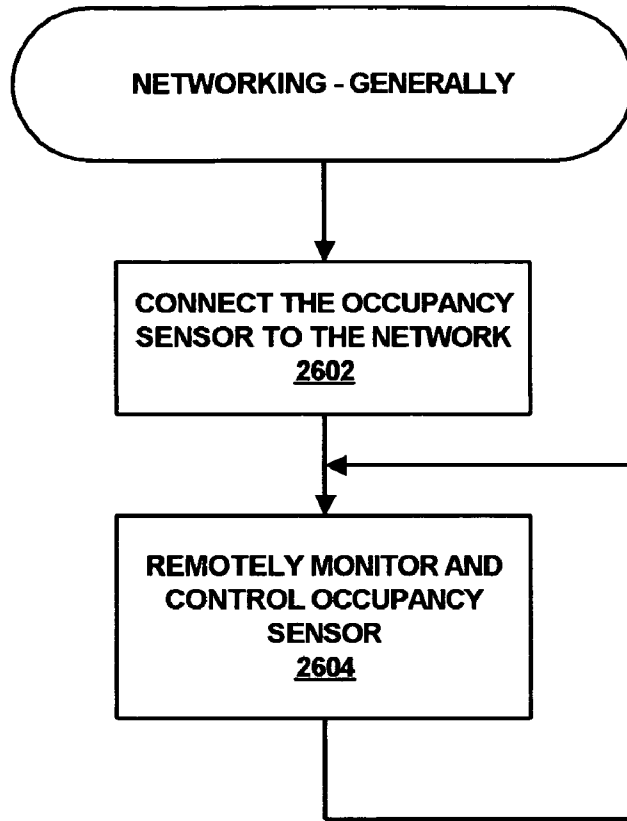 NETWORKING - GENERALLY
CONNECT THE OCCUPANCY
SENSOR TO THE NETWORK
2602
REMOTELY MONITOR AND
CONTROL OCCUPANCY
SENSOR
2604